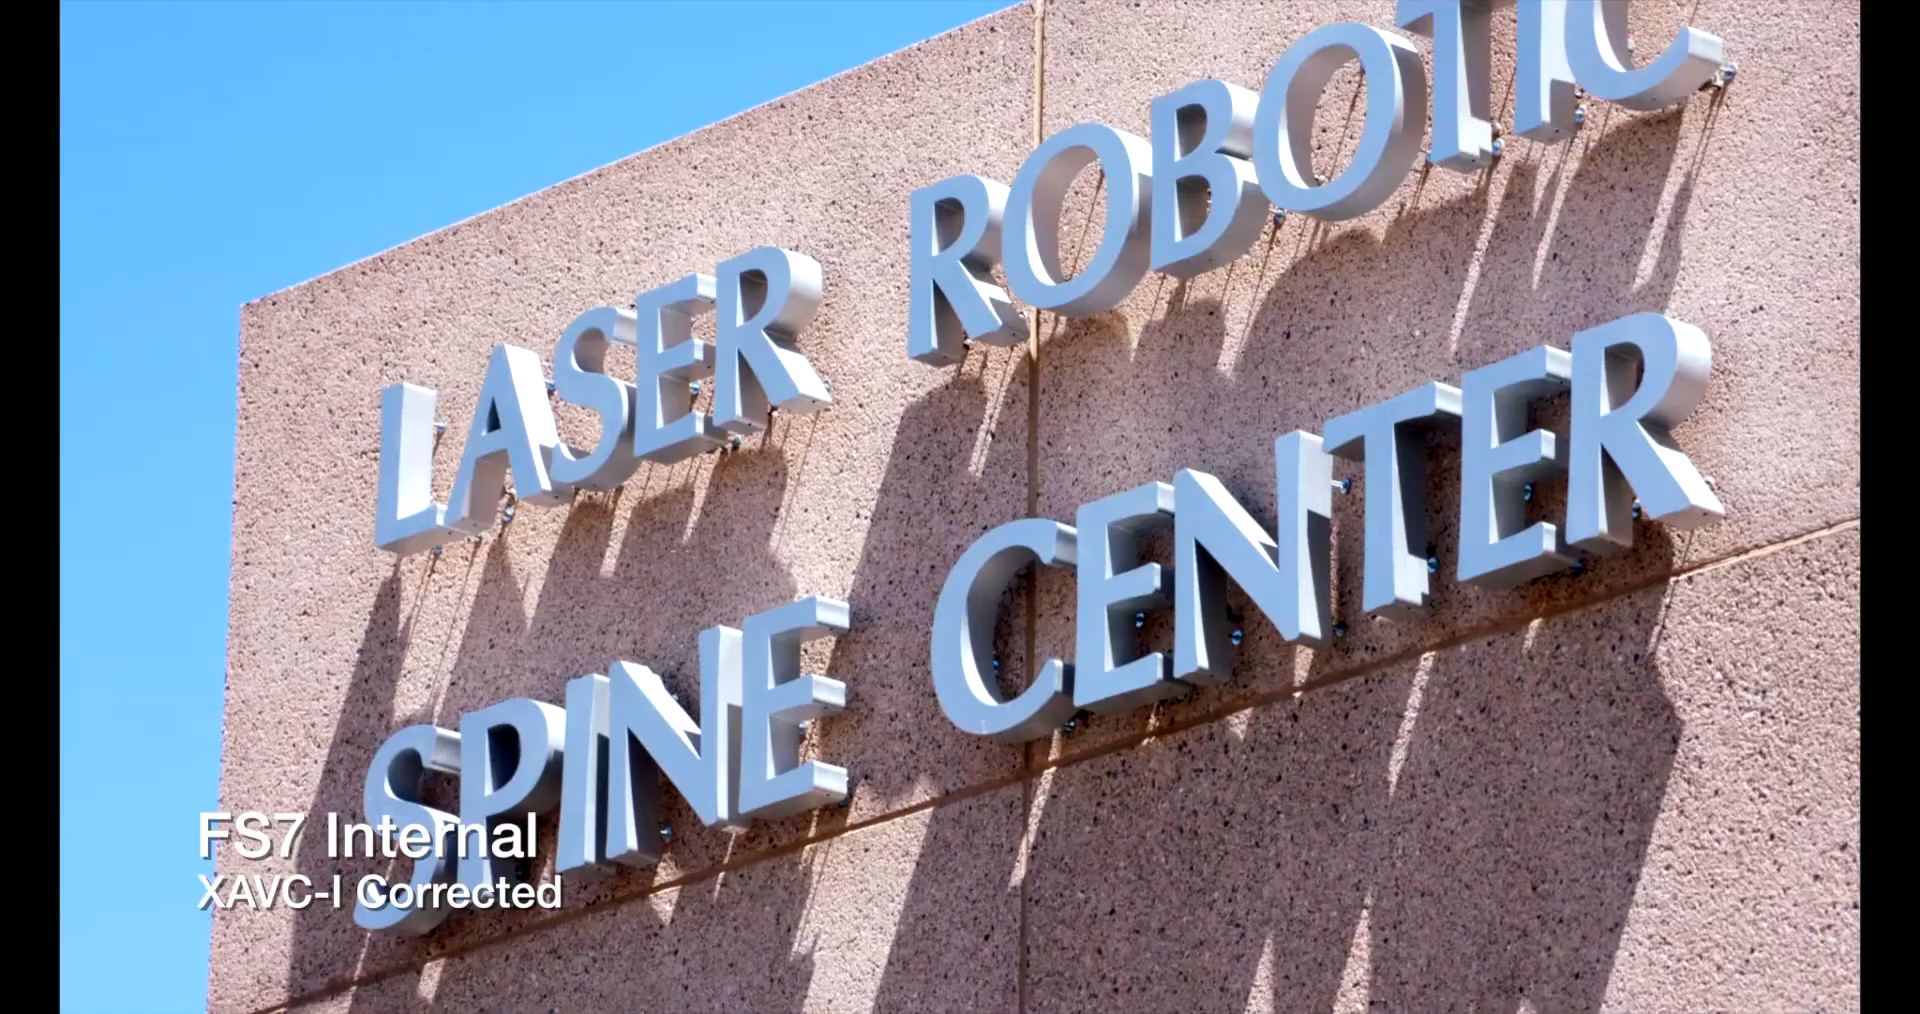 LASER ROBOTIC
SPINE CENTER
FS7 Internal
XAVC-I Corrected